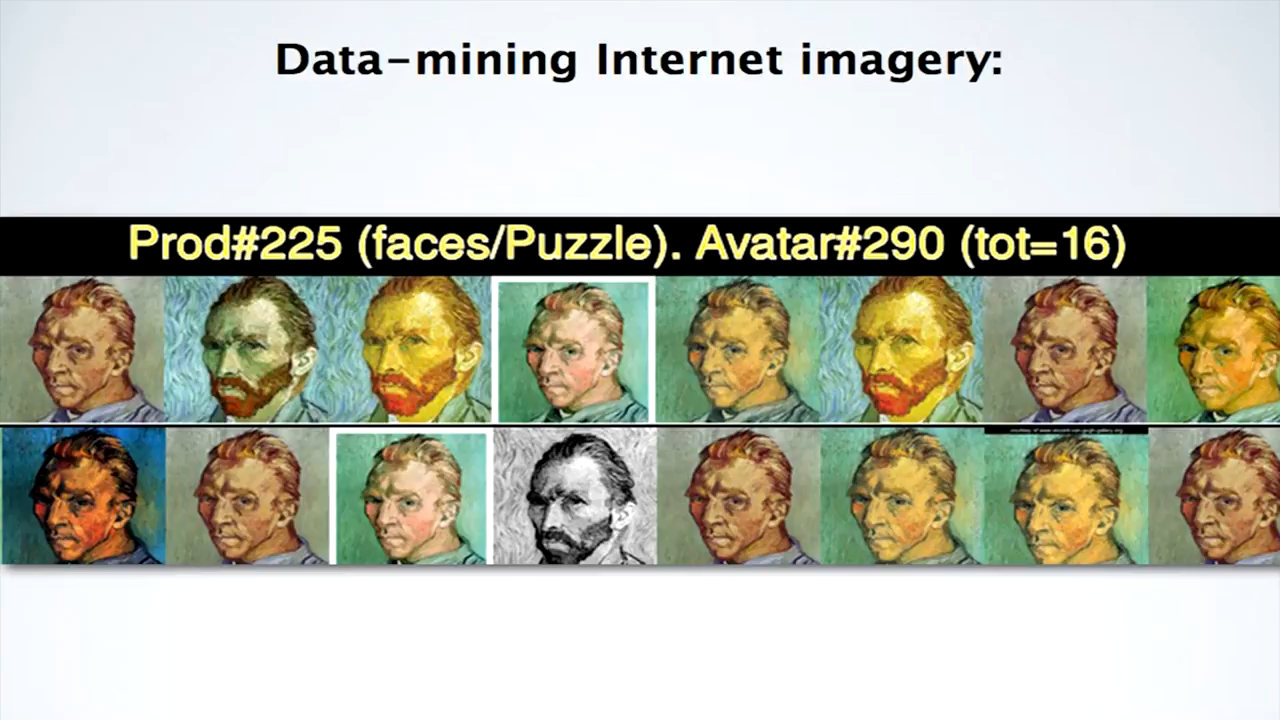 Data-mining Internet imagery:
Prod#225 (faces/Puzzle). Avatar#290 (tot=16)